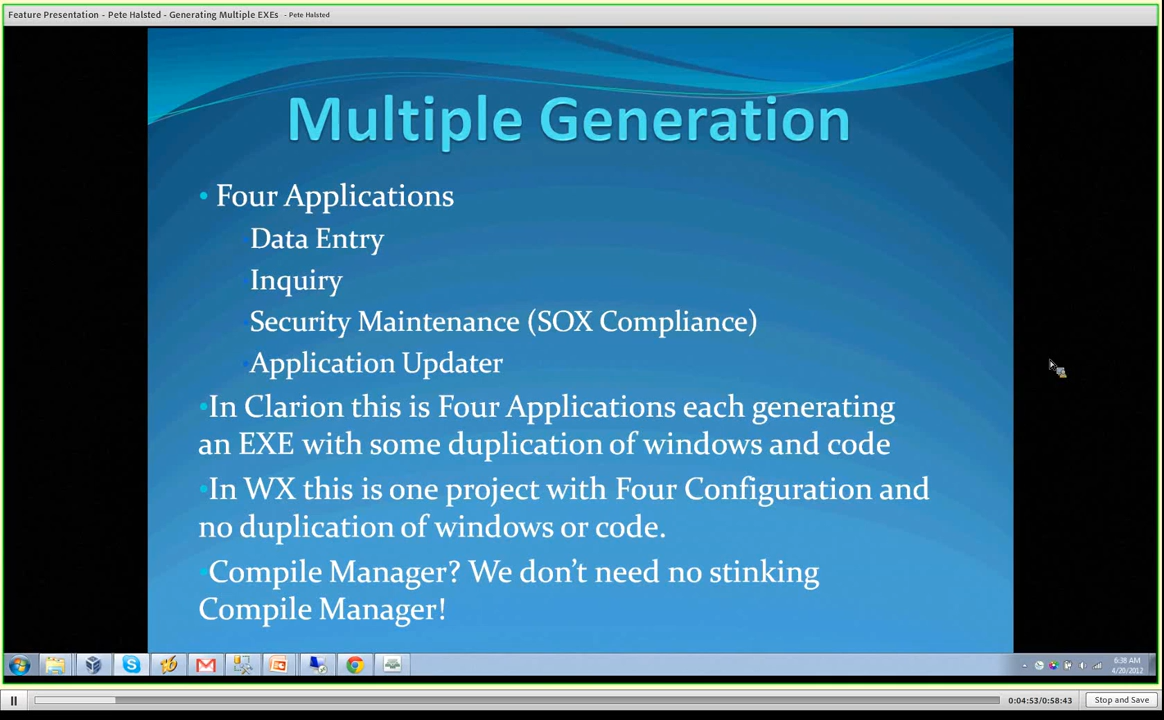 Feature Presentation - Pete Halsted - Generating Multiple EXEs - Pete Halsted
Multiple Generation
• Four Applications
Data Entry
Inquiry
Security Maintenance (SOX Compliance)
Application Updater
•In Clarion this is Four Applications each generating
an EXE with some duplication of windows and code
•In WX this is one project with Four Configuration and
no duplication of windows or code.
•Compile Manager? We don't need no stinking
Compile Manager!
6:38 AM
4/20/2012
0:04:53/0:58:43
Stop and Save